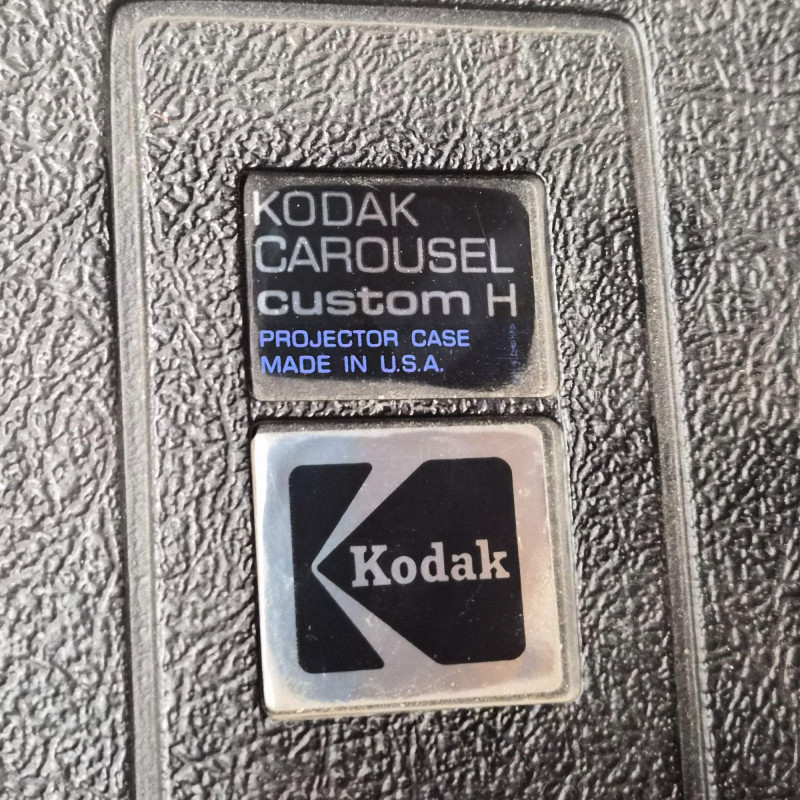 KODAK
CAROUSEL
custom H
PROJECTOR CASE
MADE IN U.S.A.
Kodak